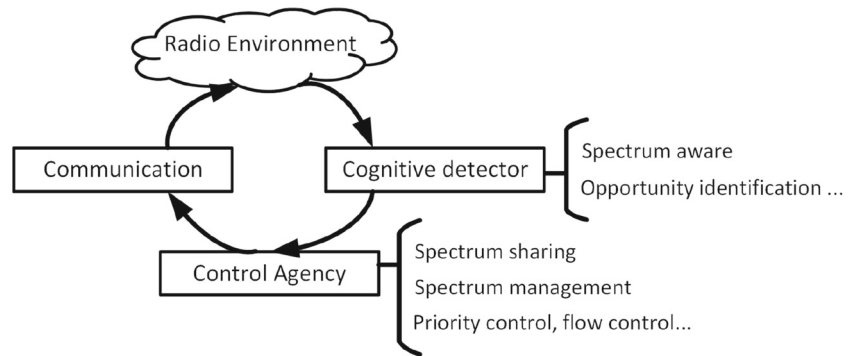 Radio Environment
Communication
Cognitive detector
Spectrum aware
Opportunity identification ...
Control Agency
Spectrum sharing
Spectrum management
Priority control, flow control...